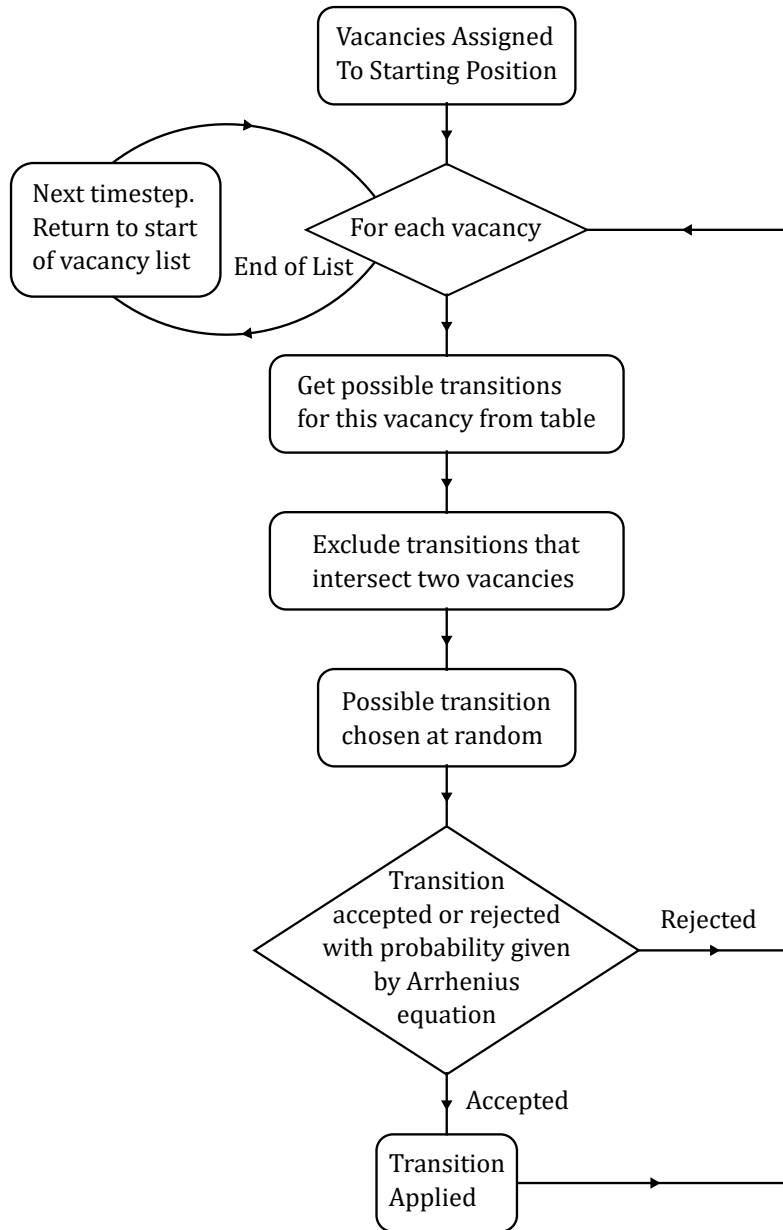 Vacancies Assigned
To Starting Position
Next timestep.
Return to start
of vacancy list
For each vacancy
End of List
Get possible transitions
for this vacancy from table
Exclude transitions that
intersect two vacancies
Possible transition
chosen at random
Transition
accepted or rejected
with probability given
by Arrhenius
equation
Rejected
Accepted
Transition
Applied